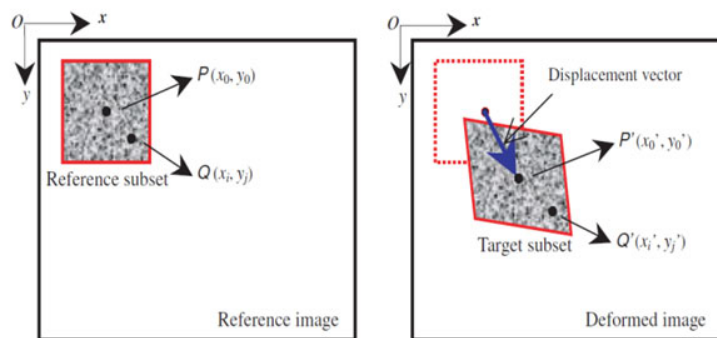 O
x
y
P(x₀, y₀)
Q(xᵢ, yⱼ)
Reference subset
Reference image
O
x
y
Displacement vector
P'(x₀', y₀')
Q'(xᵢ', yⱼ')
Target subset
Deformed image